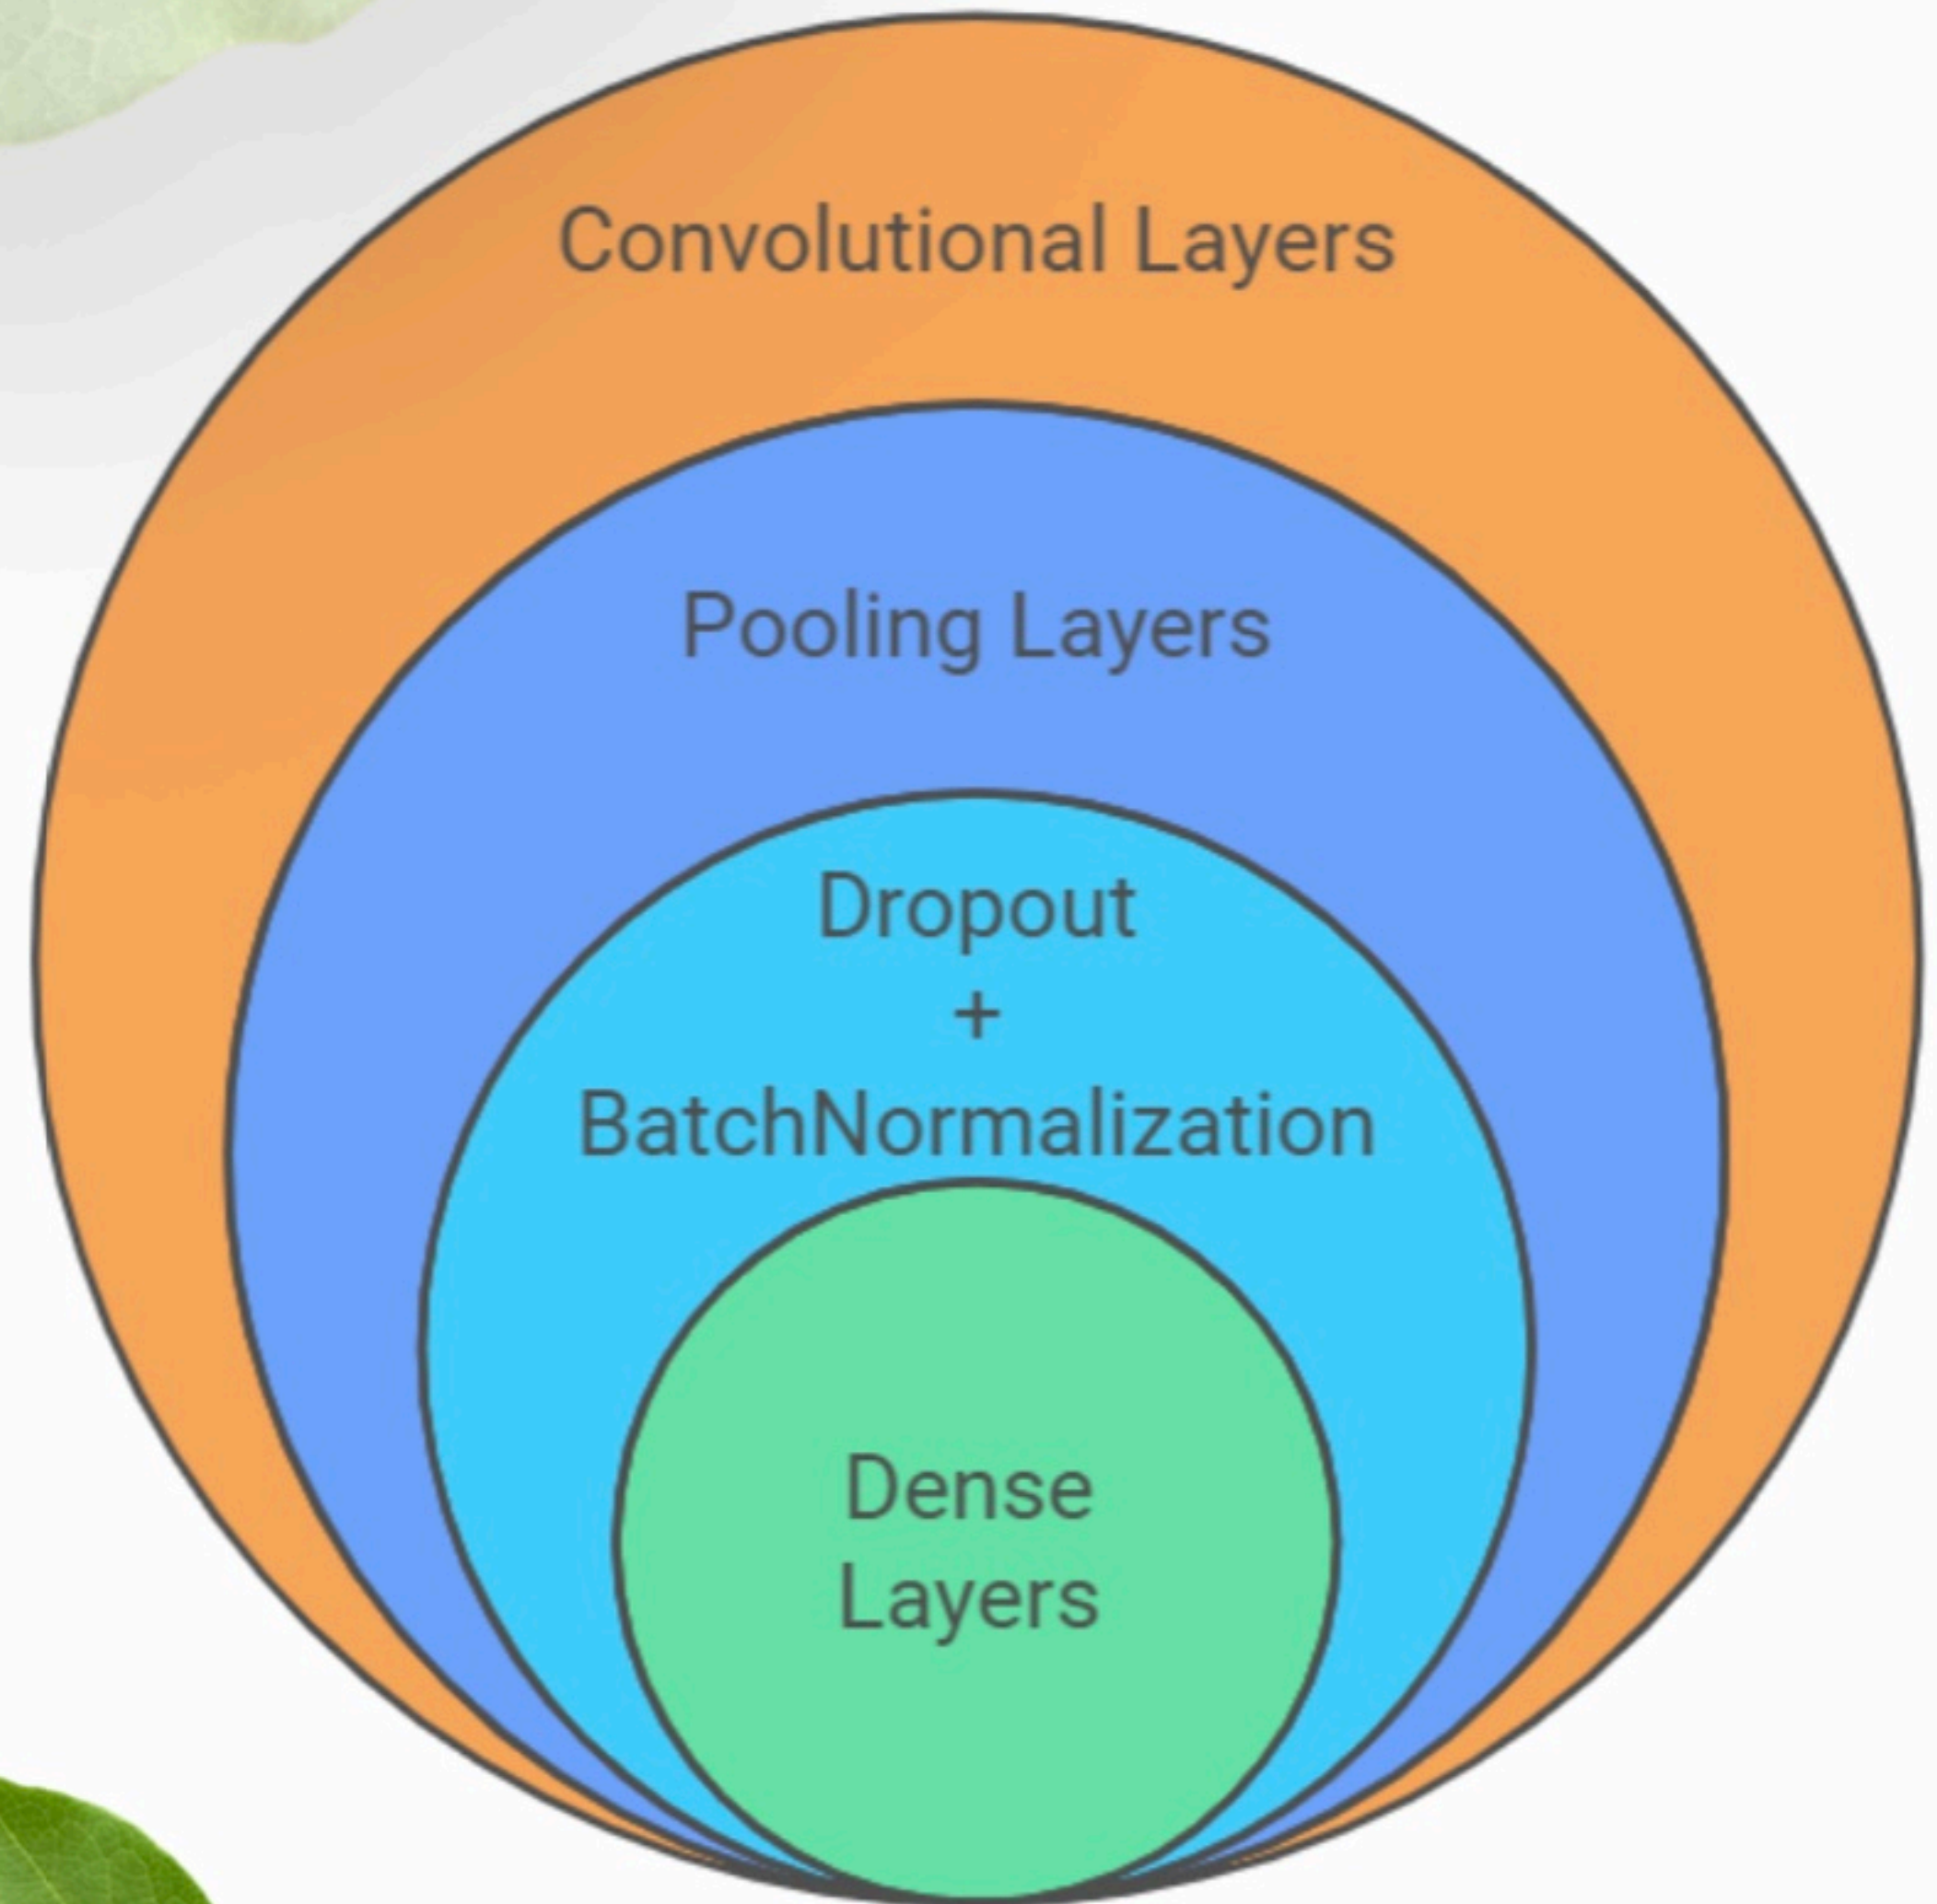 Convolutional Layers
Pooling Layers
Dropout
+
BatchNormalization
Dense
Layers